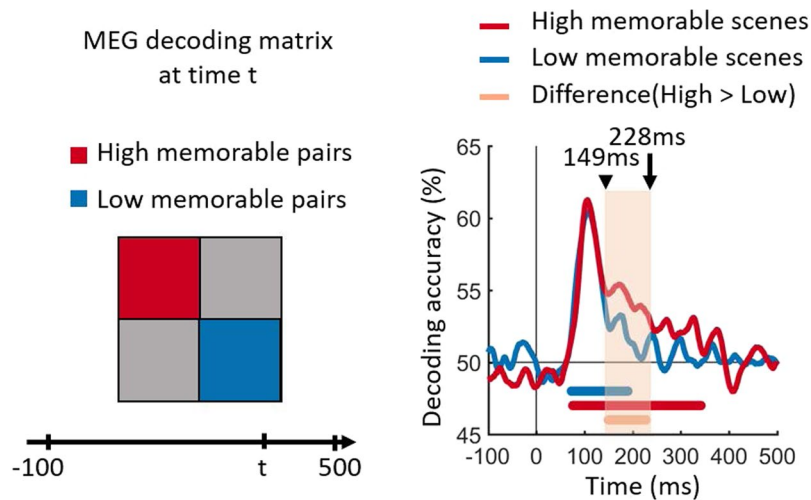 MEG decoding matrix
at time t
High memorable pairs
Low memorable pairs
-100
t
500
High memorable scenes
Low memorable scenes
Difference(High > Low)
228ms
149ms
Decoding accuracy (%)
65
60
55
50
45
-100 0 100 200 300 400 500
Time (ms)